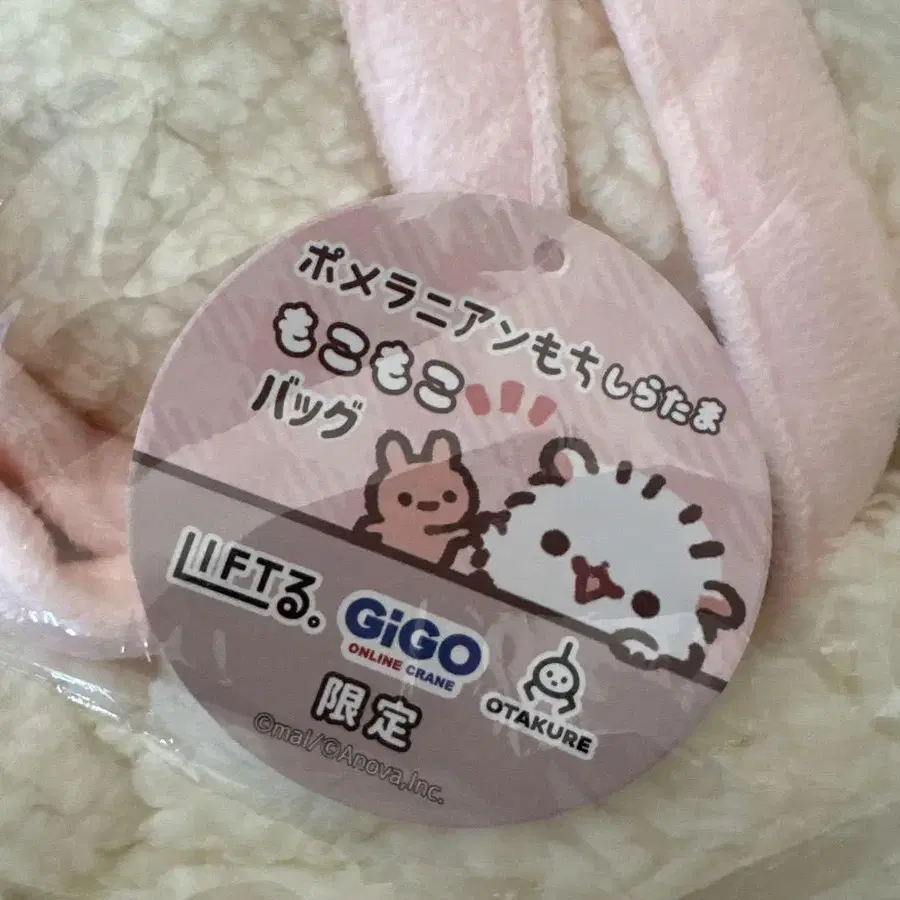 ポメラニアンもちしらたま
もこもこ
バッグ
LIFTる。
GiGO
ONLINE CRANE
OTAKURE
限定
©mal/©Anova,Inc.